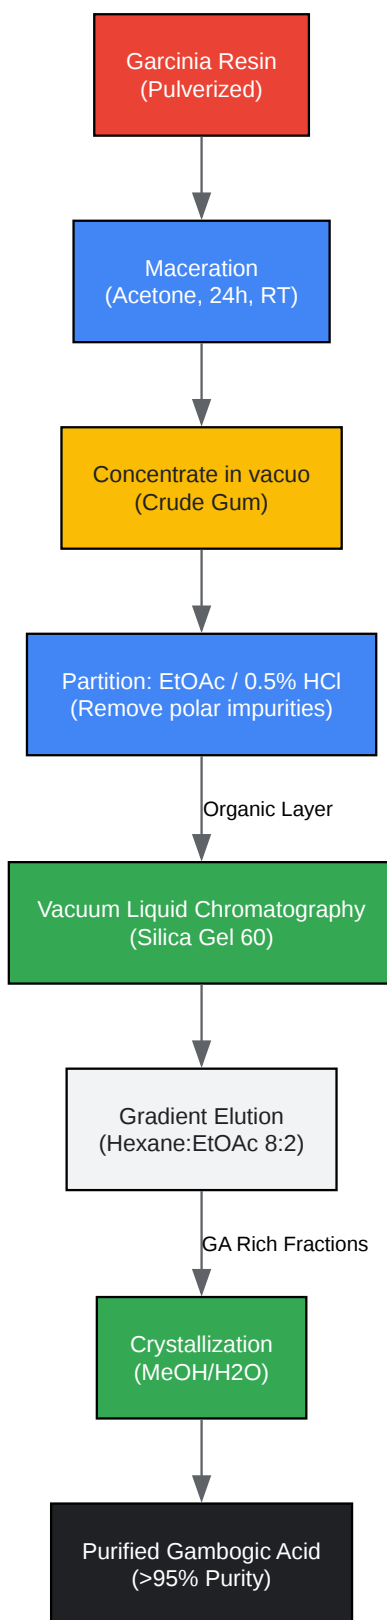 Garcinia Resin
(Pulverized)
Maceration
(Acetone, 24h, RT)
Concentrate in vacuo
(Crude Gum)
Partition: EtOAc / 0.5% HCl
(Remove polar impurities)
Organic Layer
Vacuum Liquid Chromatography
(Silica Gel 60)
Gradient Elution
(Hexane:EtOAc 8:2)
GA Rich Fractions
Crystallization
(MeOH/H2O)
Purified Gambogic Acid
(>95% Purity)